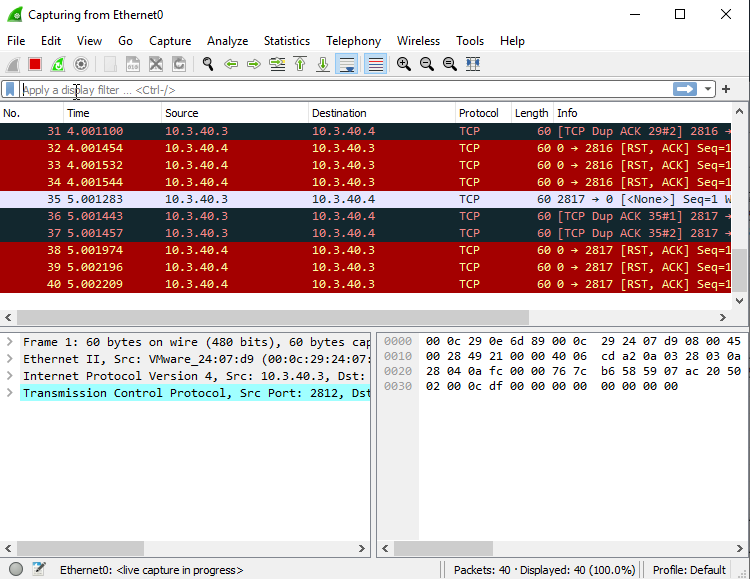 Capturing from Ethernet0
File Edit View Go Capture Analyze Statistics Telephony Wireless Tools Help
Apply a display filter ... <Ctrl-/>
No. Time Source Destination Protocol Length Info
31 4.001100 10.3.40.3 10.3.40.4 TCP 60 [TCP Dup ACK 29#2] 2816 →
32 4.001454 10.3.40.4 10.3.40.3 TCP 60 0 → 2816 [RST, ACK] Seq=1
33 4.001532 10.3.40.4 10.3.40.3 TCP 60 0 → 2816 [RST, ACK] Seq=1
34 4.001544 10.3.40.4 10.3.40.3 TCP 60 0 → 2816 [RST, ACK] Seq=1
35 5.001283 10.3.40.3 10.3.40.4 TCP 60 2817 → 0 [<None>] Seq=1 W
36 5.001443 10.3.40.3 10.3.40.4 TCP 60 [TCP Dup ACK 35#1] 2817 →
37 5.001457 10.3.40.3 10.3.40.4 TCP 60 [TCP Dup ACK 35#2] 2817 →
38 5.001974 10.3.40.4 10.3.40.3 TCP 60 0 → 2817 [RST, ACK] Seq=1
39 5.002196 10.3.40.4 10.3.40.3 TCP 60 0 → 2817 [RST, ACK] Seq=1
40 5.002209 10.3.40.4 10.3.40.3 TCP 60 0 → 2817 [RST, ACK] Seq=1
Frame 1: 60 bytes on wire (480 bits), 60 bytes cap
Ethernet II, Src: VMware_24:07:d9 (00:0c:29:24:07:
Internet Protocol Version 4, Src: 10.3.40.3, Dst:
Transmission Control Protocol, Src Port: 2812, Dst
0000 00 0c 29 0e 6d 89 00 0c 29 24 07 d9 08 00 45
0010 00 28 49 21 00 00 40 06 cd a2 0a 03 28 03 0a
0020 28 04 0a fc 00 00 76 7c b6 58 59 07 ac 20 50
0030 02 00 0c df 00 00 00 00 00 00 00 00
Ethernet0: <live capture in progress>
Packets: 40 · Displayed: 40 (100.0%)
Profile: Default